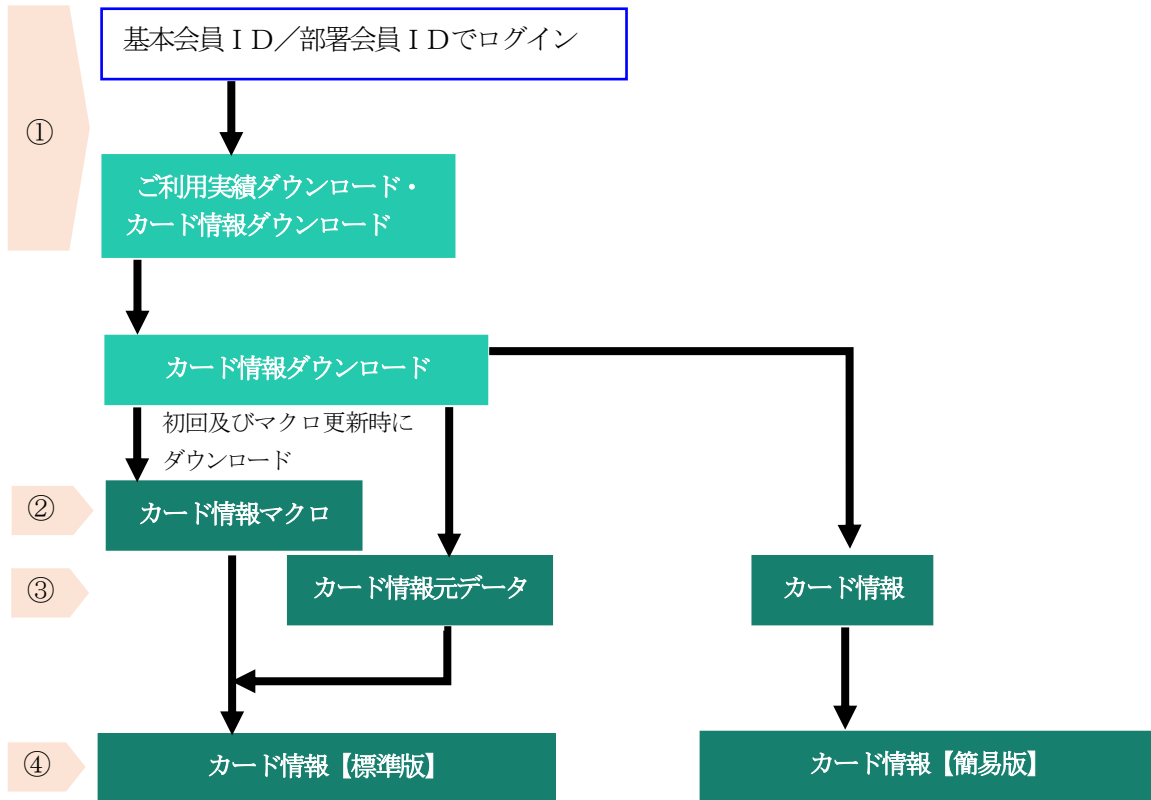 基本会員ＩＤ／部署会員ＩＤでログイン
①
ご利用実績ダウンロード・
カード情報ダウンロード
カード情報ダウンロード
初回及びマクロ更新時に
ダウンロード
②
カード情報マクロ
③
カード情報元データ
カード情報
④
カード情報【標準版】
カード情報【簡易版】